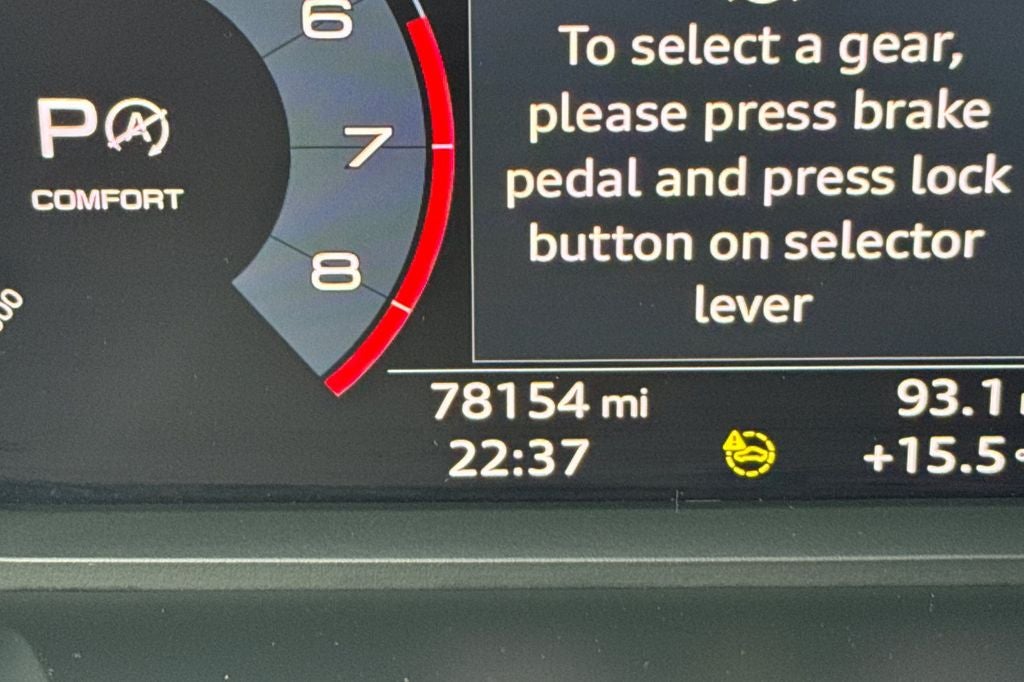 6
7
8
P A
COMFORT
To select a gear,
please press brake
pedal and press lock
button on selector
lever
78154 mi
93.1
22:37
+15.5